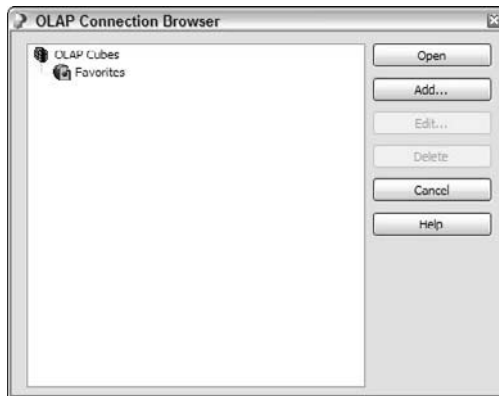 OLAP Connection Browser
OLAP Cubes
Favorites
Open
Add...
Edit...
Delete
Cancel
Help